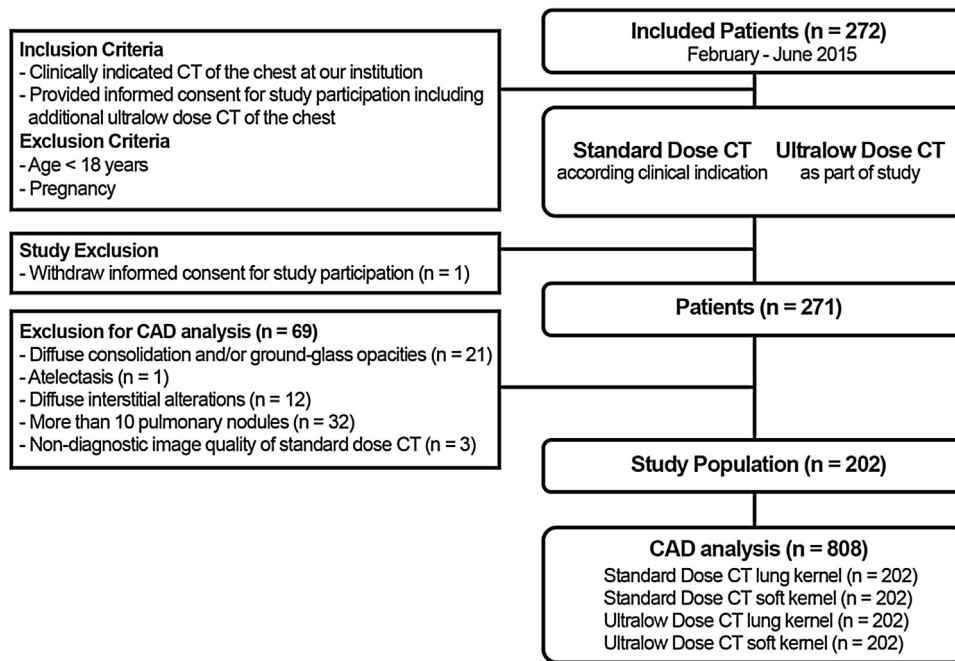 Included Patients (n = 272)
February - June 2015
Inclusion Criteria
- Clinically indicated CT of the chest at our institution
- Provided informed consent for study participation including
additional ultralow dose CT of the chest
Exclusion Criteria
- Age < 18 years
- Pregnancy
Standard Dose CT
according clinical indication
Ultralow Dose CT
as part of study
Study Exclusion
- Withdraw informed consent for study participation (n = 1)
Patients (n = 271)
Exclusion for CAD analysis (n = 69)
- Diffuse consolidation and/or ground-glass opacities (n = 21)
- Atelectasis (n = 1)
- Diffuse interstitial alterations (n = 12)
- More than 10 pulmonary nodules (n = 32)
- Non-diagnostic image quality of standard dose CT (n = 3)
Study Population (n = 202)
CAD analysis (n = 808)
Standard Dose CT lung kernel (n = 202)
Standard Dose CT soft kernel (n = 202)
Ultralow Dose CT lung kernel (n = 202)
Ultralow Dose CT soft kernel (n = 202)